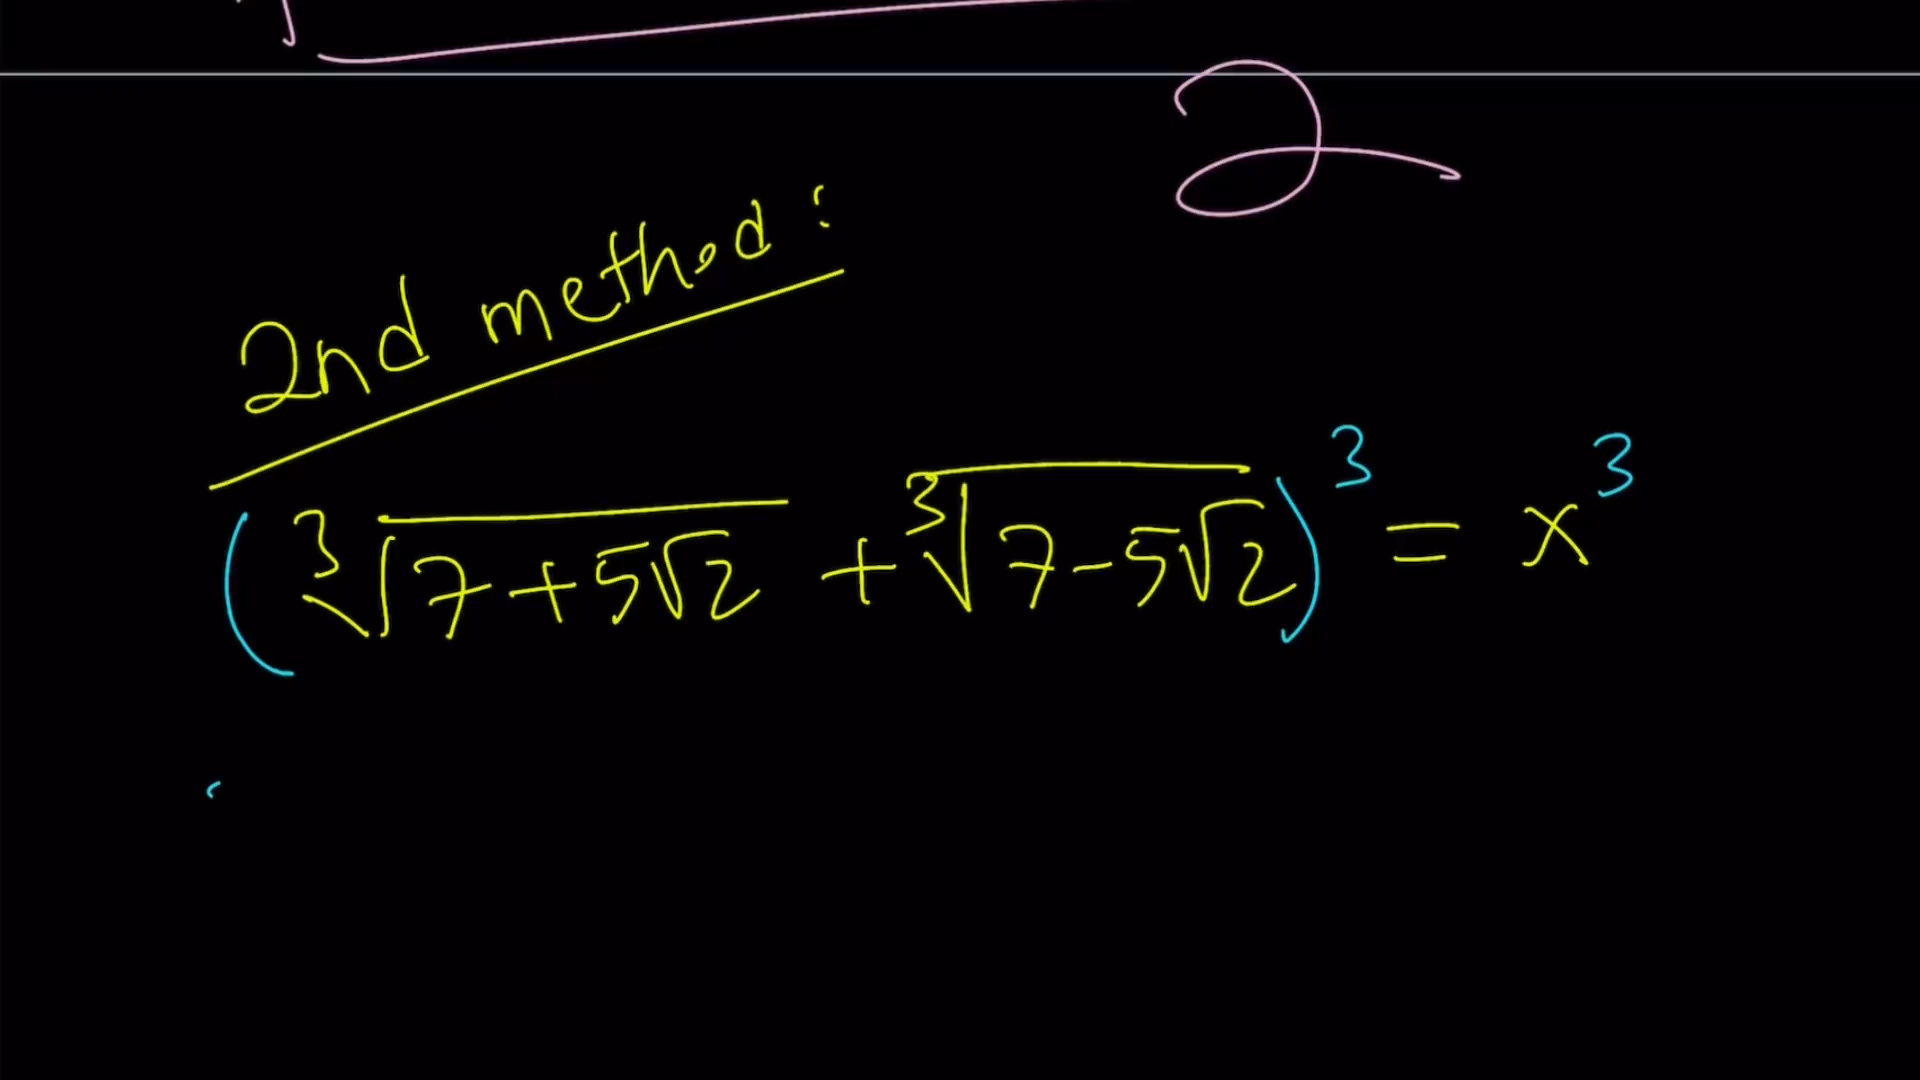 2
2nd method:
(∛(7+5√2) + ∛(7-5√2))³ = x³